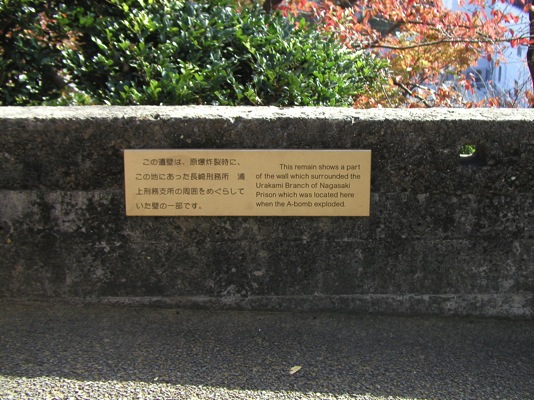 この遺壁は、原爆炸裂時に、
この地にあった長崎刑務所　浦
上刑務支所の周囲をめぐらして
いた壁の一部です。
This remain shows a part
of the wall which surrounded the
Urakami Branch of Nagasaki
Prison which was located here
when the A-bomb exploded.